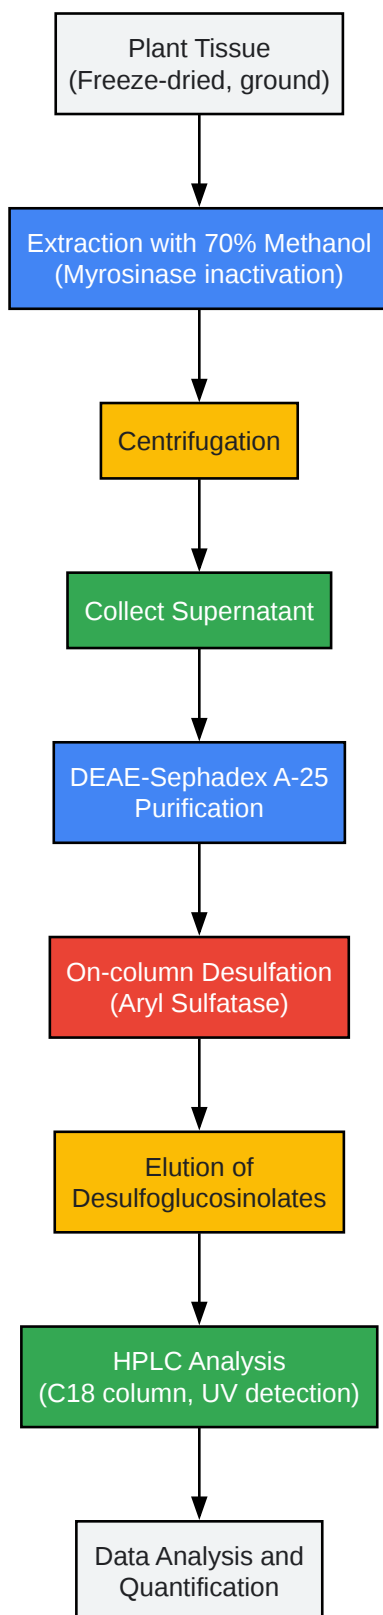 Plant Tissue
(Freeze-dried, ground)
Extraction with 70% Methanol
(Myrosinase inactivation)
Centrifugation
Collect Supernatant
DEAE-Sephadex A-25
Purification
On-column Desulfation
(Aryl Sulfatase)
Elution of
Desulfoglucosinolates
HPLC Analysis
(C18 column, UV detection)
Data Analysis and
Quantification